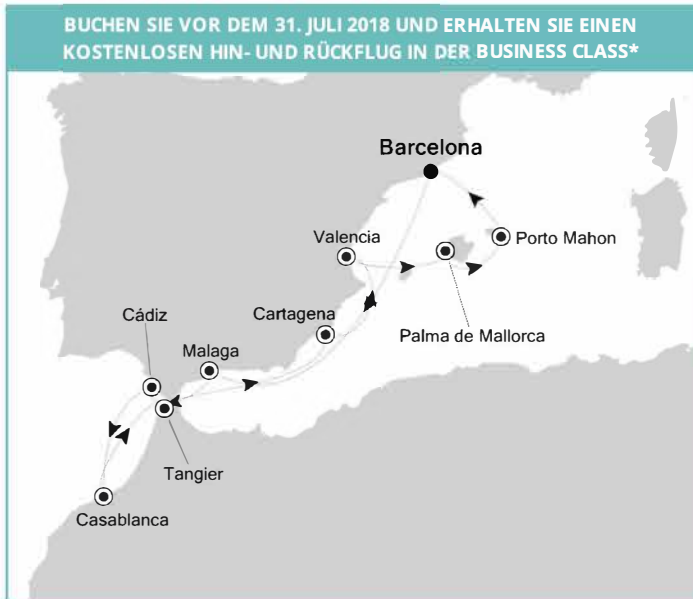 BUCHEN SIE VOR DEM 31. JULI 2018 UND ERHALTEN SIE EINEN
KOSTENLOSEN HIN- UND RÜCKFLUG IN DER BUSINESS CLASS*
Barcelona
Valencia
Porto Mahon
Cartagena
Cádiz
Palma de Mallorca
Malaga
Tangier
Casablanca